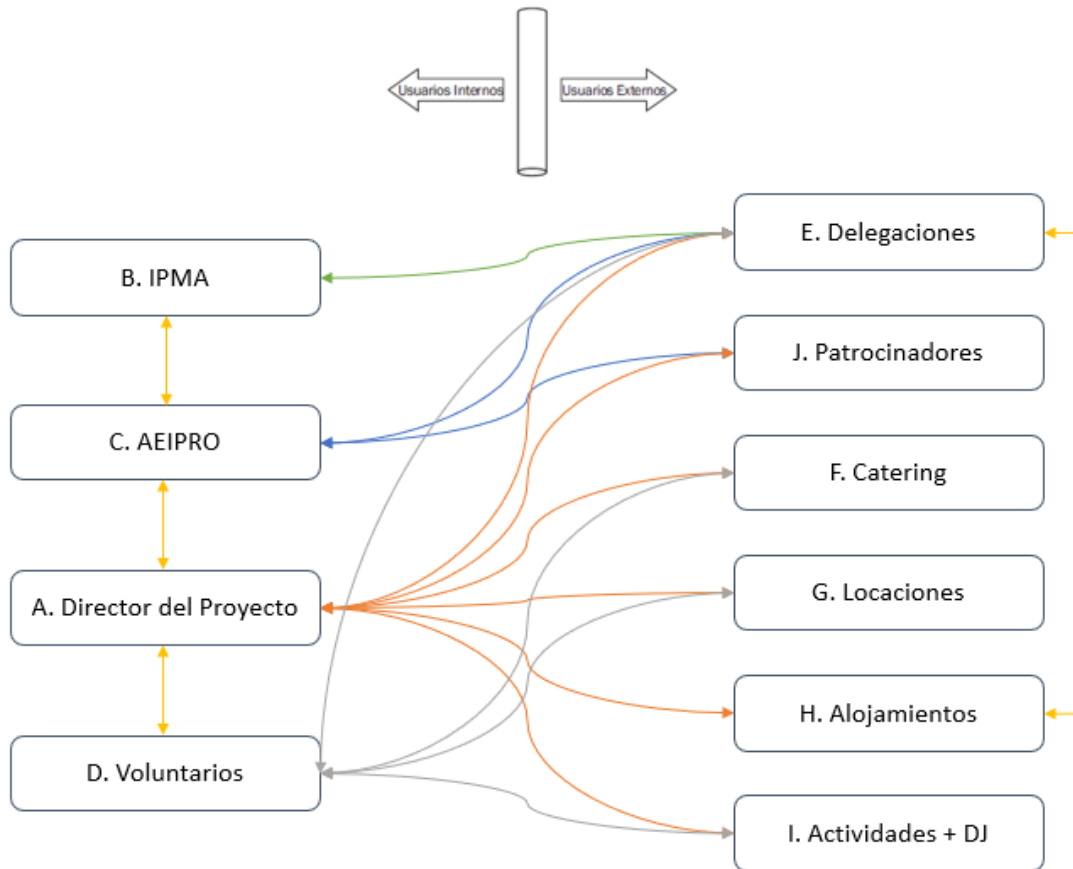 Usuarios Internos
Usuarios Externos
B. IPMA
C. AEIPRO
A. Director del Proyecto
D. Voluntarios
E. Delegaciones
J. Patrocinadores
F. Catering
G. Locaciones
H. Alojamientos
I. Actividades + DJ